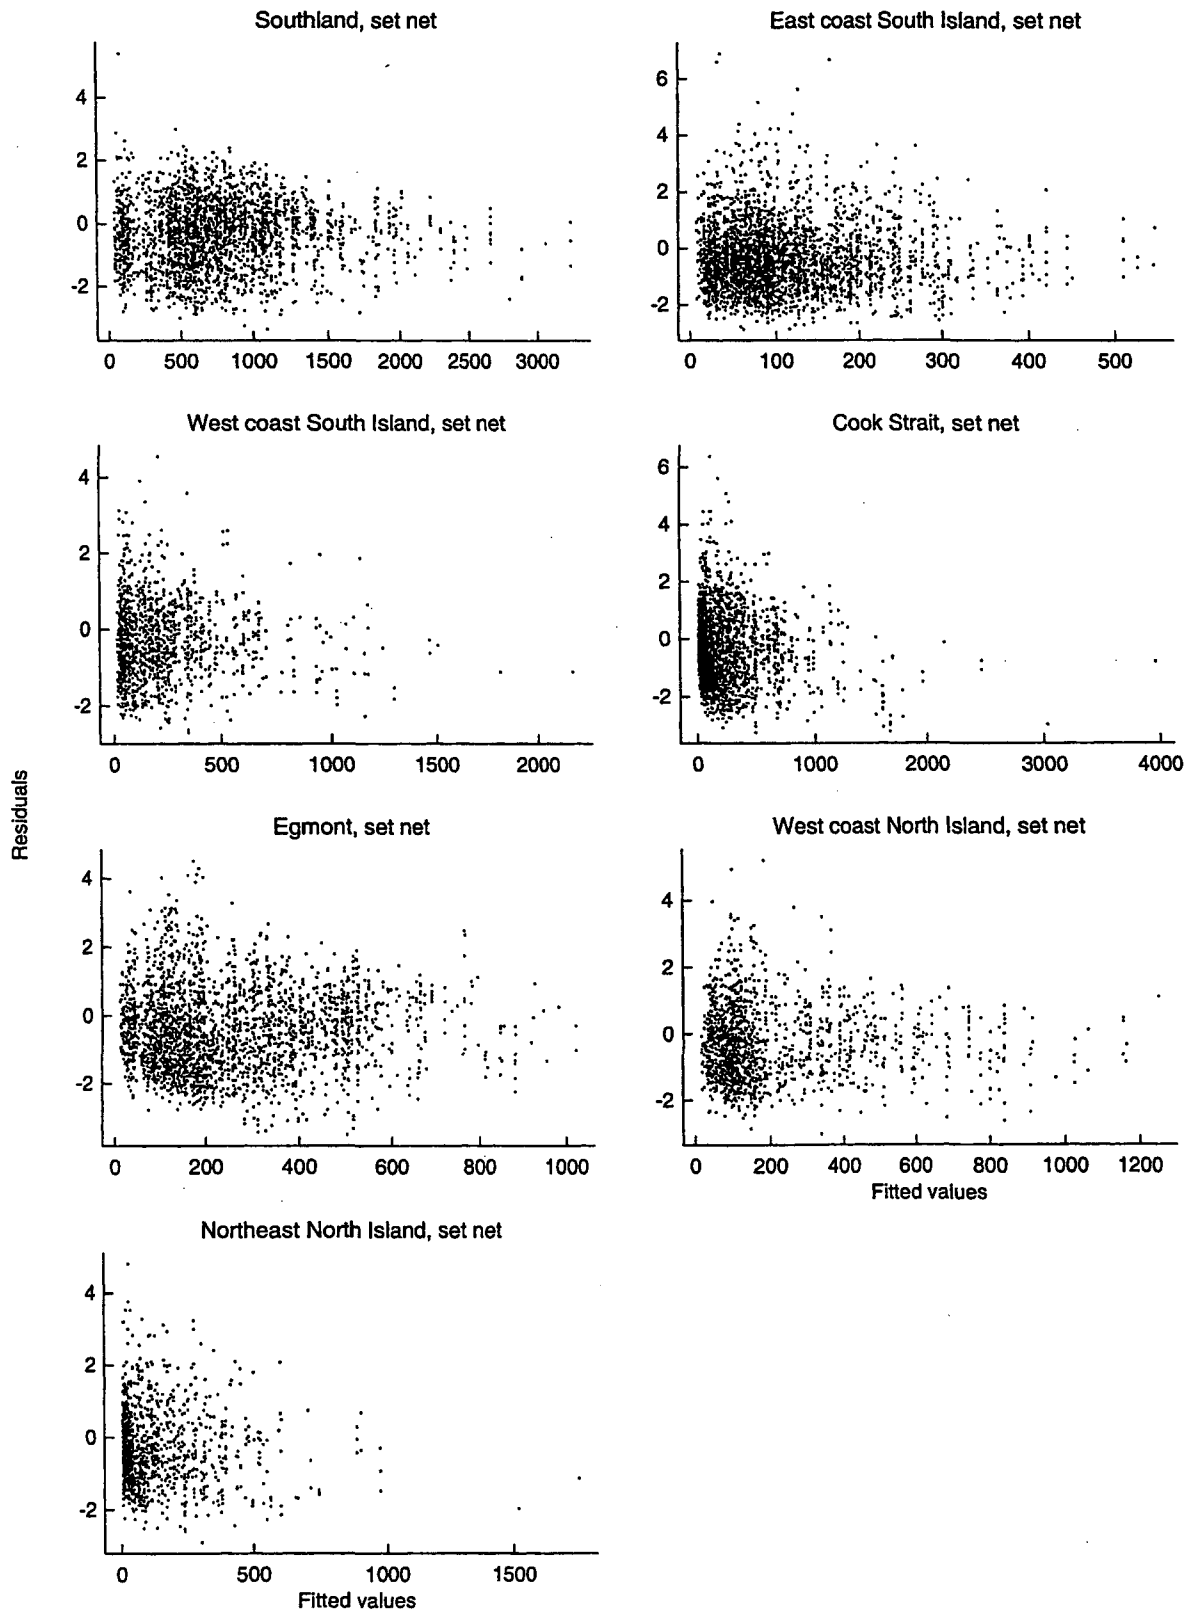 Southland, set net
4
2
0
-2
0 500 1000 1500 2000 2500 3000
East coast South Island, set net
6
4
2
0
-2
0 100 200 300 400 500
West coast South Island, set net
4
2
0
-2
0 500 1000 1500 2000
Cook Strait, set net
6
4
2
0
-2
0 1000 2000 3000 4000
Residuals
Egmont, set net
4
2
0
-2
0 200 400 600 800 1000
West coast North Island, set net
4
2
0
-2
0 200 400 600 800 1000 1200
Fitted values
Northeast North Island, set net
4
2
0
-2
0 500 1000 1500
Fitted values